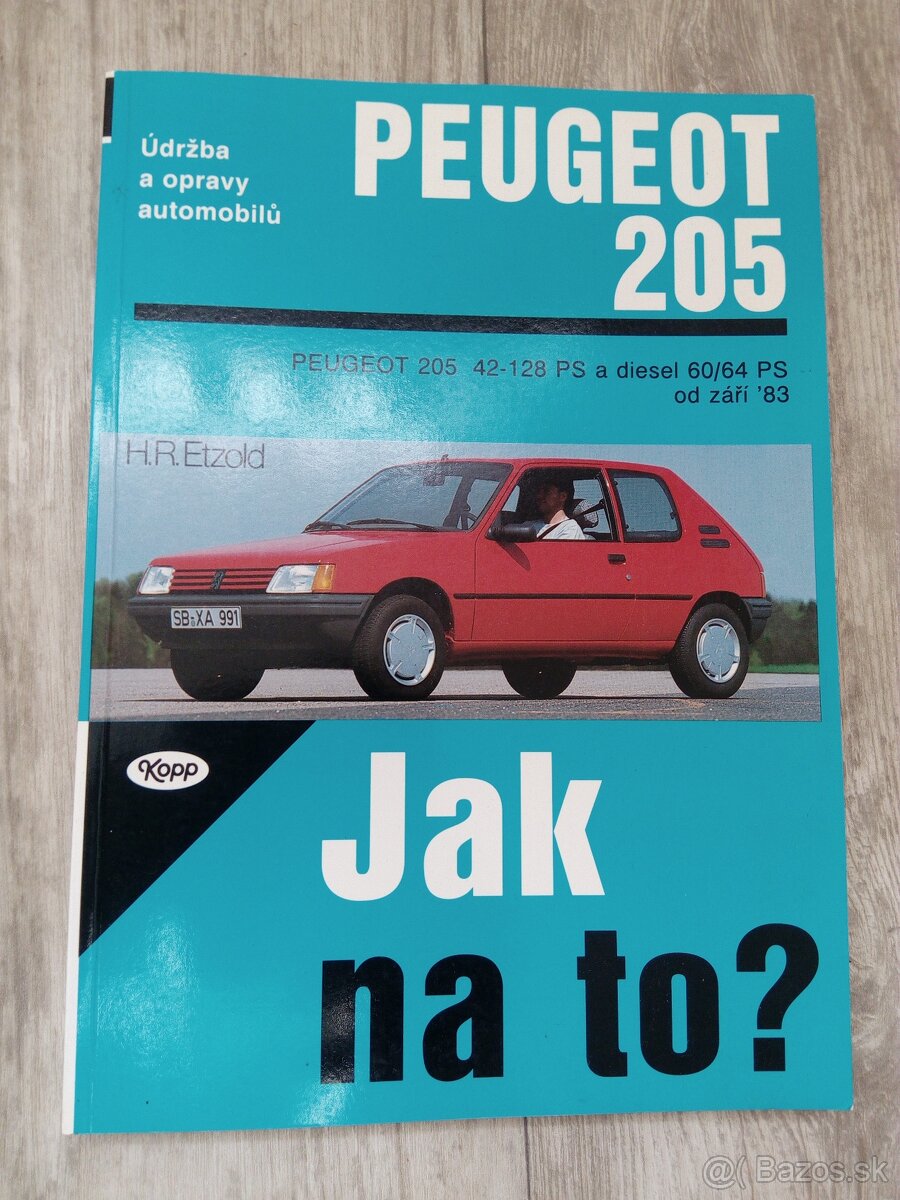 Údržba
a opravy
automobilů
PEUGEOT
205
PEUGEOT 205 42-128 PS a diesel 60/64 PS
od září '83
H.R.Etzold
SB XA 991
Kopp
Jak
na to?
@( Bazos.sk